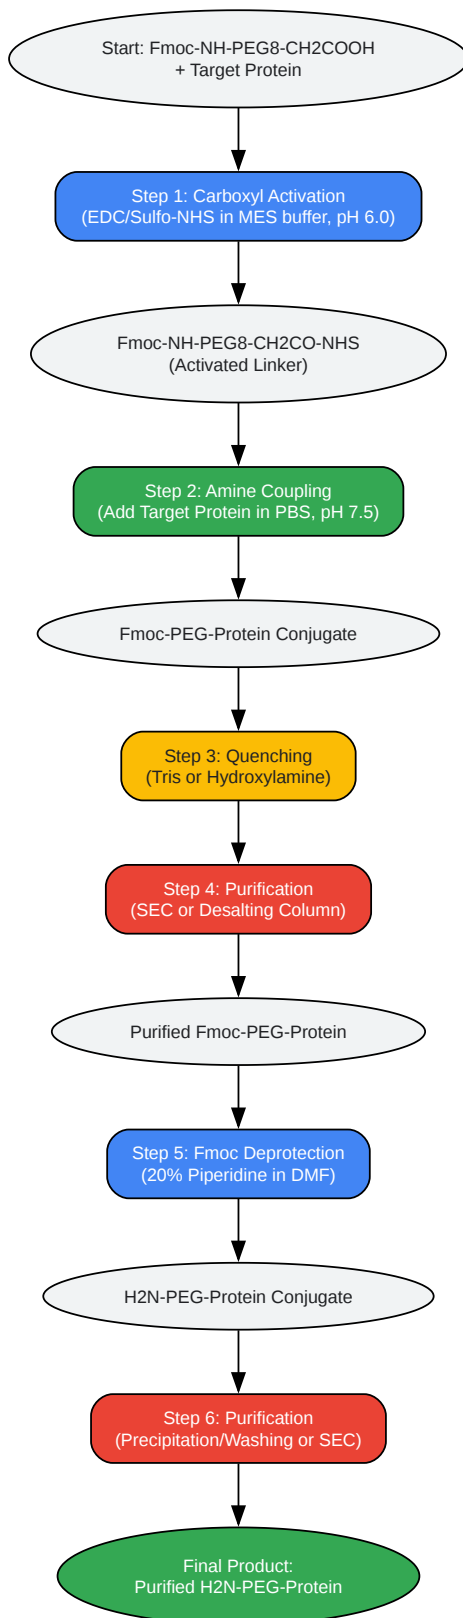 Start: Fmoc-NH-PEG8-CH2COOH
+ Target Protein
Step 1: Carboxyl Activation
(EDC/Sulfo-NHS in MES buffer, pH 6.0)
Fmoc-NH-PEG8-CH2CO-NHS
(Activated Linker)
Step 2: Amine Coupling
(Add Target Protein in PBS, pH 7.5)
Fmoc-PEG-Protein Conjugate
Step 3: Quenching
(Tris or Hydroxylamine)
Step 4: Purification
(SEC or Desalting Column)
Purified Fmoc-PEG-Protein
Step 5: Fmoc Deprotection
(20% Piperidine in DMF)
H2N-PEG-Protein Conjugate
Step 6: Purification
(Precipitation/Washing or SEC)
Final Product:
Purified H2N-PEG-Protein